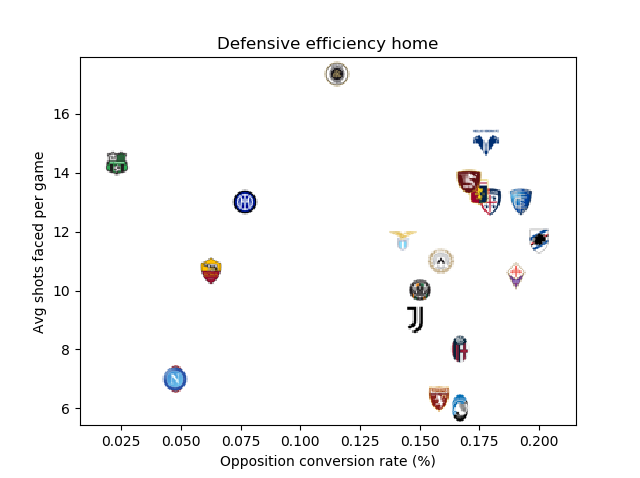 Defensive efficiency home
Avg shots faced per game
16
14
12
10
8
6
0.025 0.050 0.075 0.100 0.125 0.150 0.175 0.200
Opposition conversion rate (%)